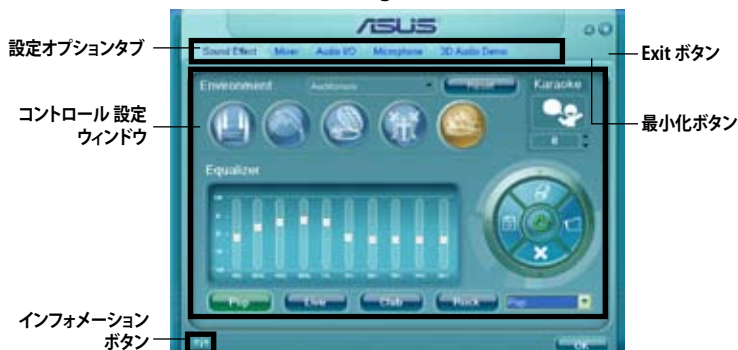 ASUS
設定オプションタブ
Sound Effect Mixer Audio I/O Microphone 3D Audio Demo
Exit ボタン
Environment Auditorium Reset Karaoke
コントロール 設定
ウィンドウ
最小化ボタン
0
Equalizer
Pop Live Club Rock Pop
インフォメーション
ボタン
OK